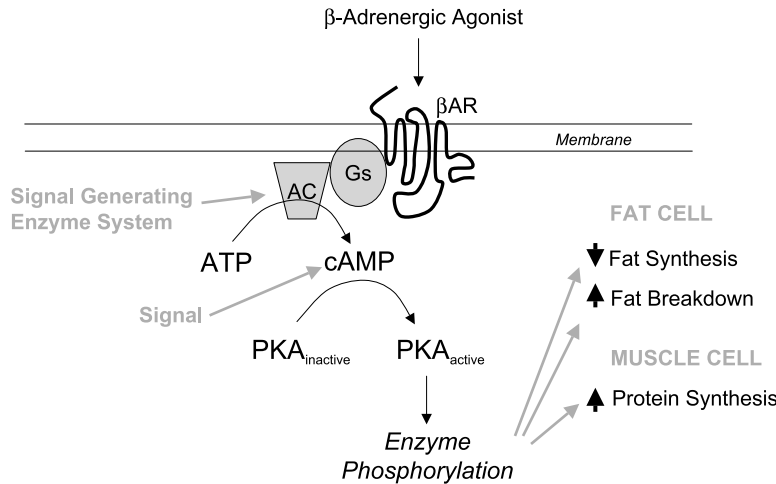 β-Adrenergic Agonist
βAR
Membrane
Gs
AC
Signal Generating
Enzyme System
ATP
cAMP
Signal
PKAinactive
PKAactive
Enzyme
Phosphorylation
FAT CELL
Fat Synthesis
Fat Breakdown
MUSCLE CELL
Protein Synthesis